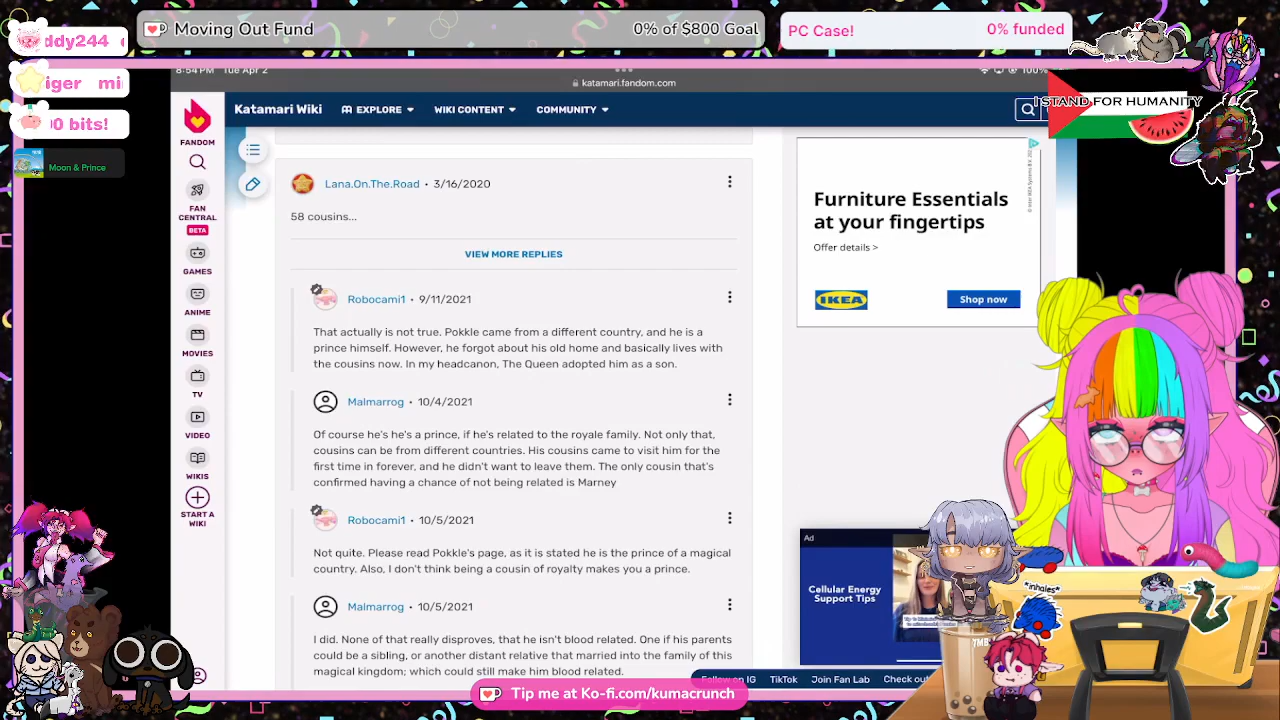 ddy244
Moving Out Fund
0% of $800 Goal
PC Case!
0% funded
iger mi
0 bits!
Moon & Prince
8:54 PM Tue Apr 2
100%
katamari.fandom.com
I STAND FOR HUMANITY
FANDOM
FAN
CENTRAL
BETA
GAMES
ANIME
MOVIES
TV
VIDEO
WIKIS
START A
WIKI
Katamari Wiki
EXPLORE
WIKI CONTENT
COMMUNITY
Lana.On.The.Road • 3/16/2020
58 cousins...
VIEW MORE REPLIES
Robocami1 • 9/11/2021
That actually is not true. Pokkle came from a different country, and he is a
prince himself. However, he forgot about his old home and basically lives with
the cousins now. In my headcanon, The Queen adopted him as a son.
Malmarrog • 10/4/2021
Of course he's he's a prince, if he's related to the royale family. Not only that,
cousins can be from different countries. His cousins came to visit him for the
first time in forever, and he didn't want to leave them. The only cousin that's
confirmed having a chance of not being related is Marney
Robocami1 • 10/5/2021
Not quite. Please read Pokkle's page, as it is stated he is the prince of a magical
country. Also, I don't think being a cousin of royalty makes you a prince.
Malmarrog • 10/5/2021
I did. None of that really disproves, that he isn't blood related. One if his parents
could be a sibling, or another distant relative that married into the family of this
magical kingdom; which could still make him blood related.
Furniture Essentials
at your fingertips
Offer details >
IKEA
Shop now
Ad
Cellular Energy
Support Tips
*inhales*
YMB
Follow on IG
TikTok
Join Fan Lab
Check out
Tip me at Ko-fi.com/kumacrunch